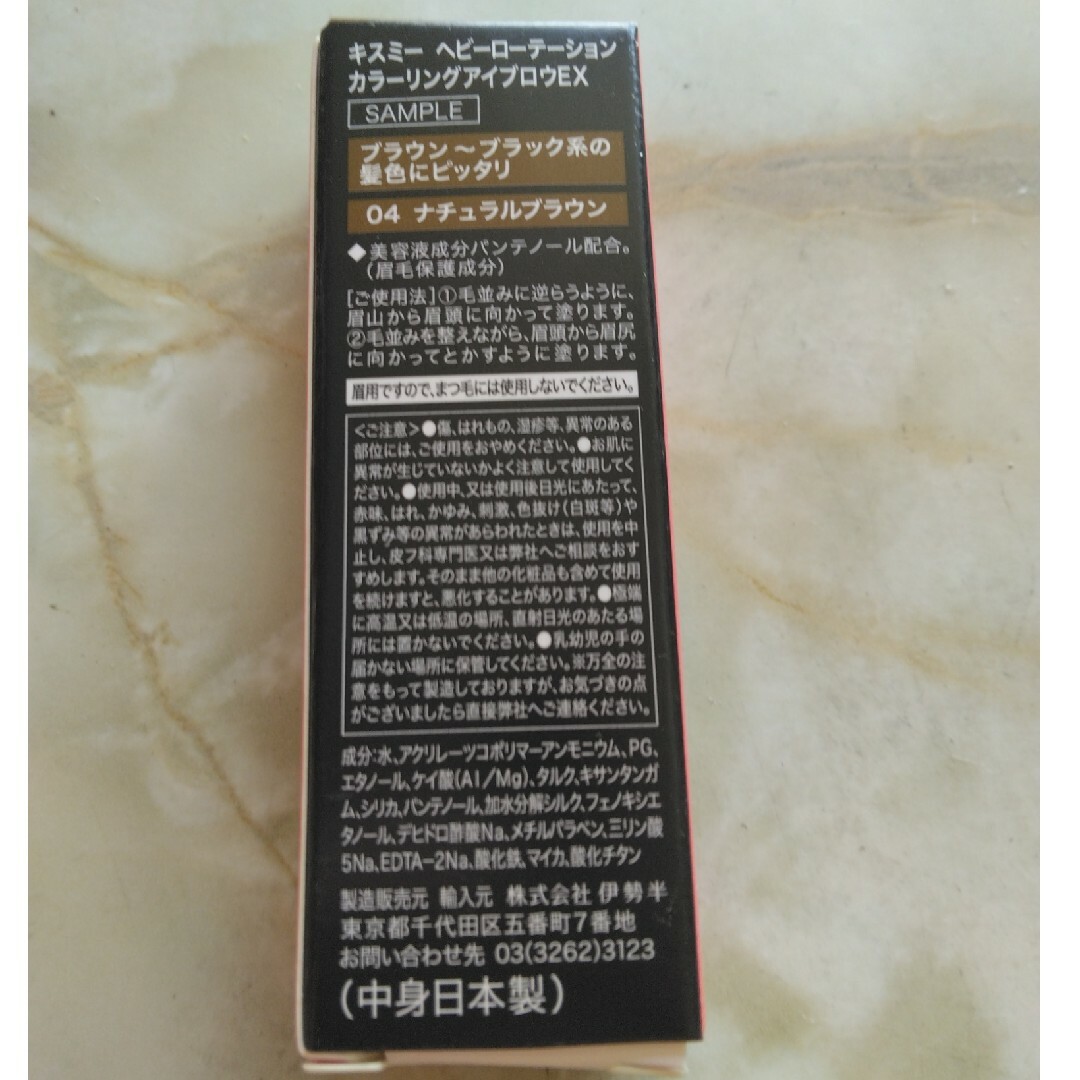 キスミー ヘビーローテーション
カラーリングアイブロウEX
SAMPLE
ブラウン～ブラック系の
髪色にピッタリ
04 ナチュラルブラウン
◆美容液成分パンテノール配合。
(眉毛保護成分)
[ご使用法]①毛並みに逆らうように、
眉山から眉頭に向かって塗ります。
②毛並みを整えながら、眉頭から眉尻
に向かってとかすように塗ります。
眉用ですので、まつ毛には使用しないでください。
<ご注意>●傷、はれもの、湿疹等、異常のある
部位には、ご使用をおやめください。●お肌に
異常が生じていないかよく注意して使用してく
ださい。●使用中、又は使用後日光にあたって、
赤味、はれ、かゆみ、刺激、色抜け(白斑等)や
黒ずみ等の異常があらわれたときは、使用を中
止し、皮フ科専門医又は弊社へご相談をおす
すめします。そのまま他の化粧品も含めて使用
を続けますと、悪化することがあります。●極端
に高温又は低温の場所、直射日光のあたる場
所には置かないでください。●乳幼児の手の
届かない場所に保管してください。※万全の注
意をもって製造しておりますが、お気づきの点
がございましたら直接弊社へご連絡ください。
成分:水、アクリレーツコポリマーアンモニウム、PG、
エタノール、ケイ酸(Al/Mg)、タルク、キサンタンガ
ム、シリカ、パンテノール、加水分解シルク、フェノキシエ
タノール、デヒドロ酢酸Na、メチルパラベン、三リン酸
5Na、EDTA-2Na、酸化鉄、マイカ、酸化チタン
製造販売元 輸入元 株式会社 伊勢半
東京都千代田区五番町7番地
お問い合わせ先 03(3262)3123
(中身日本製)